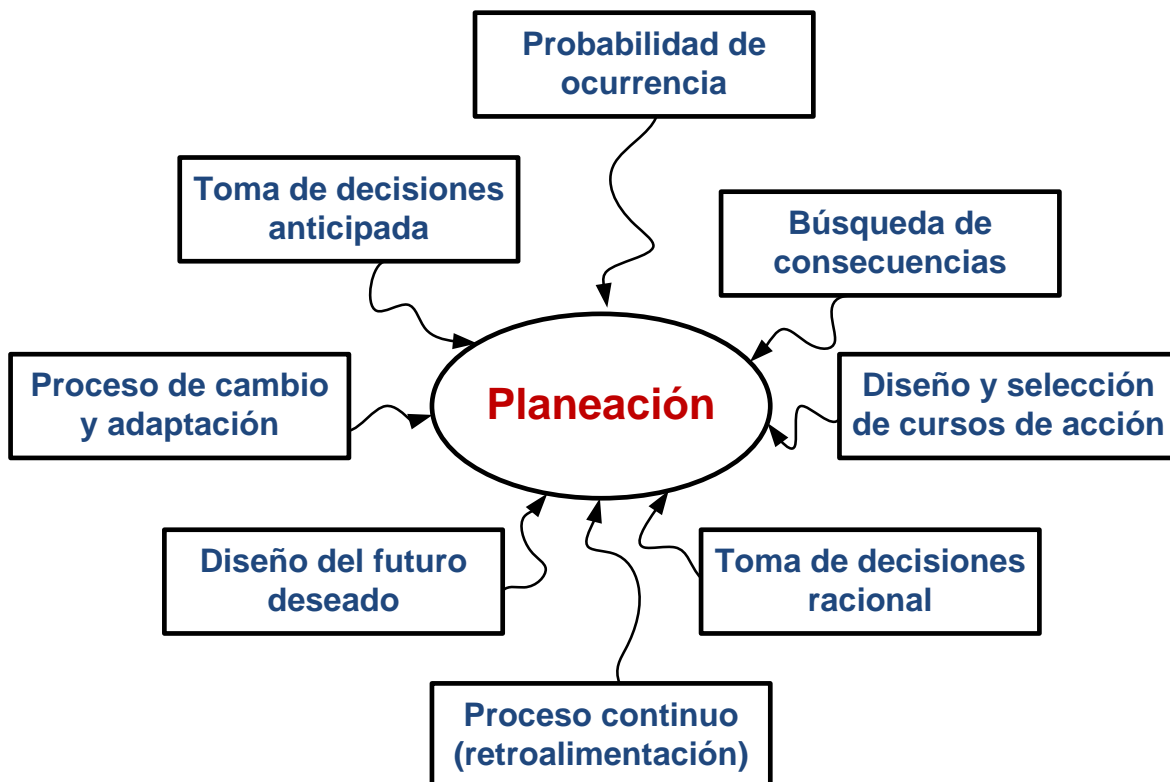 Probabilidad de
ocurrencia
Toma de decisiones
anticipada
Búsqueda de
consecuencias
Proceso de cambio
y adaptación
Planeación
Diseño y selección
de cursos de acción
Diseño del futuro
deseado
Toma de decisiones
racional
Proceso continuo
(retroalimentación)